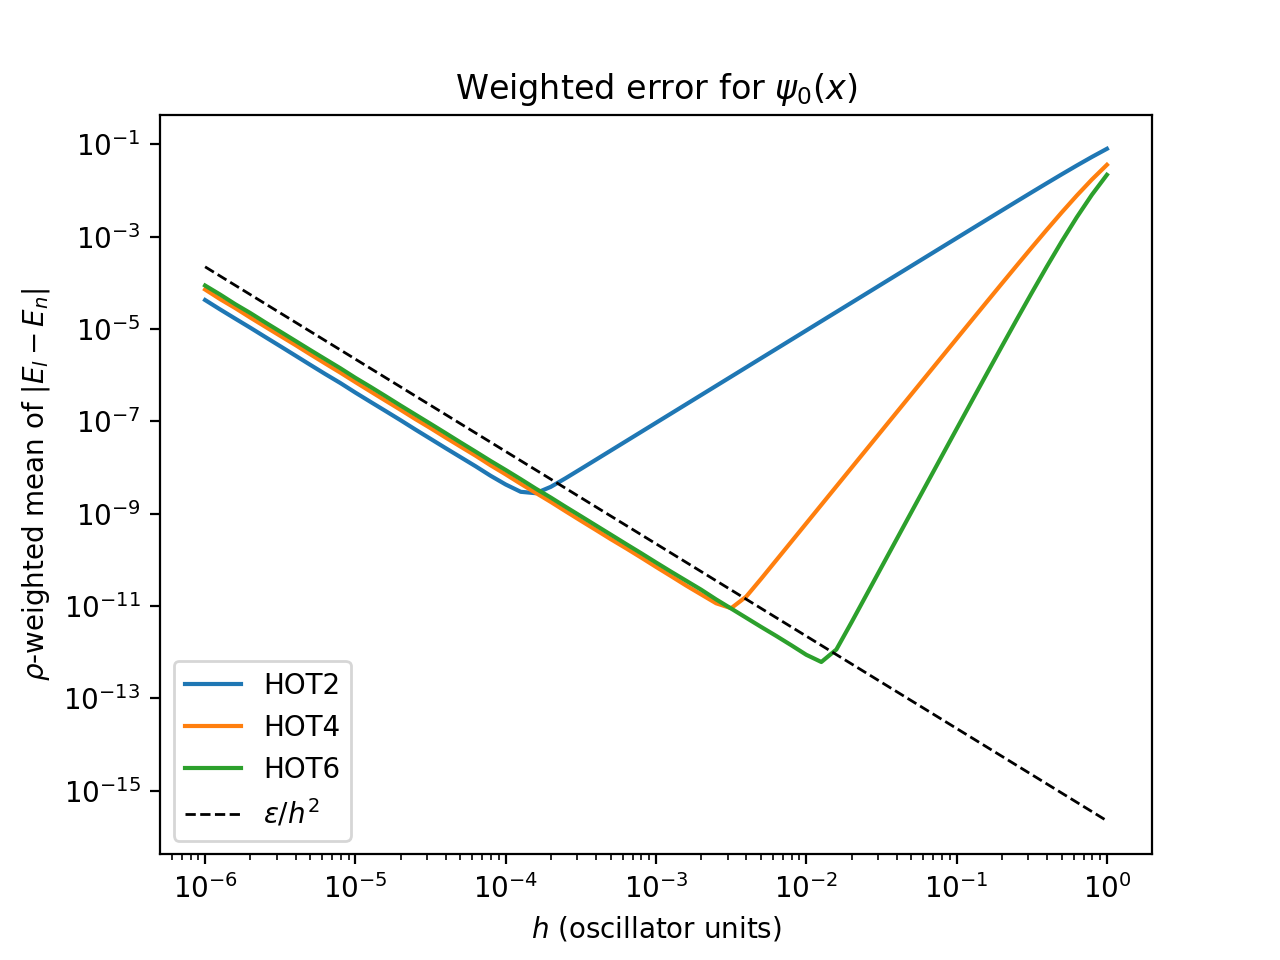 Weighted error for ψ₀(x)
ρ-weighted mean of |E_l − E_n|
10⁻¹
10⁻³
10⁻⁵
10⁻⁷
10⁻⁹
10⁻¹¹
10⁻¹³
10⁻¹⁵
HOT2
HOT4
HOT6
ε/h²
10⁻⁶ 10⁻⁵ 10⁻⁴ 10⁻³ 10⁻² 10⁻¹ 10⁰
h (oscillator units)